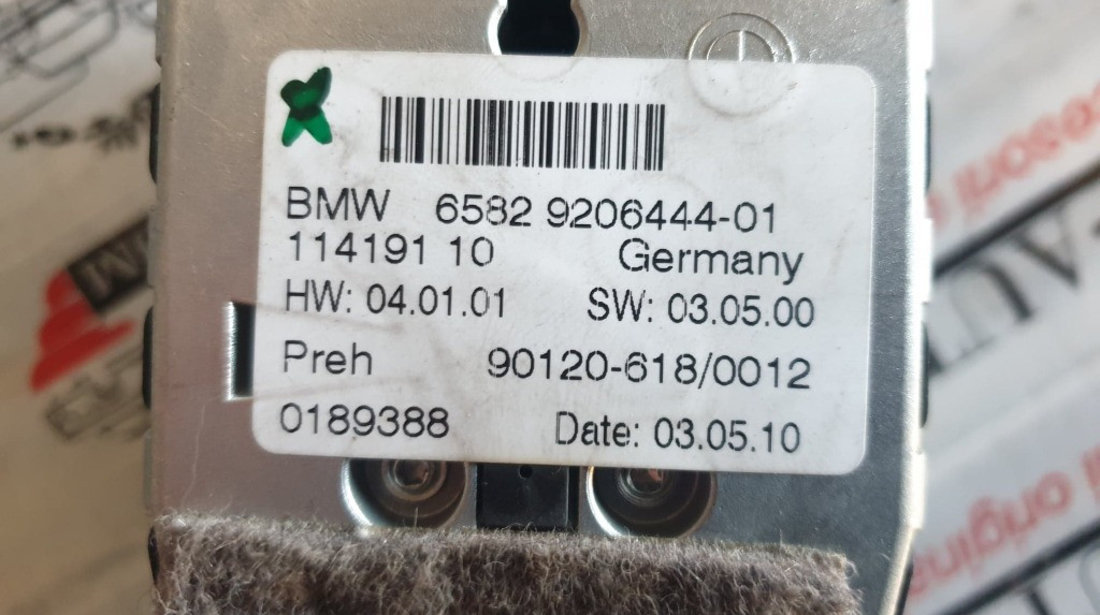 BMW 6582 9206444-01
114191 10 Germany
HW: 04.01.01 SW: 03.05.00
Preh 90120-618/0012
0189388 Date: 03.05.10